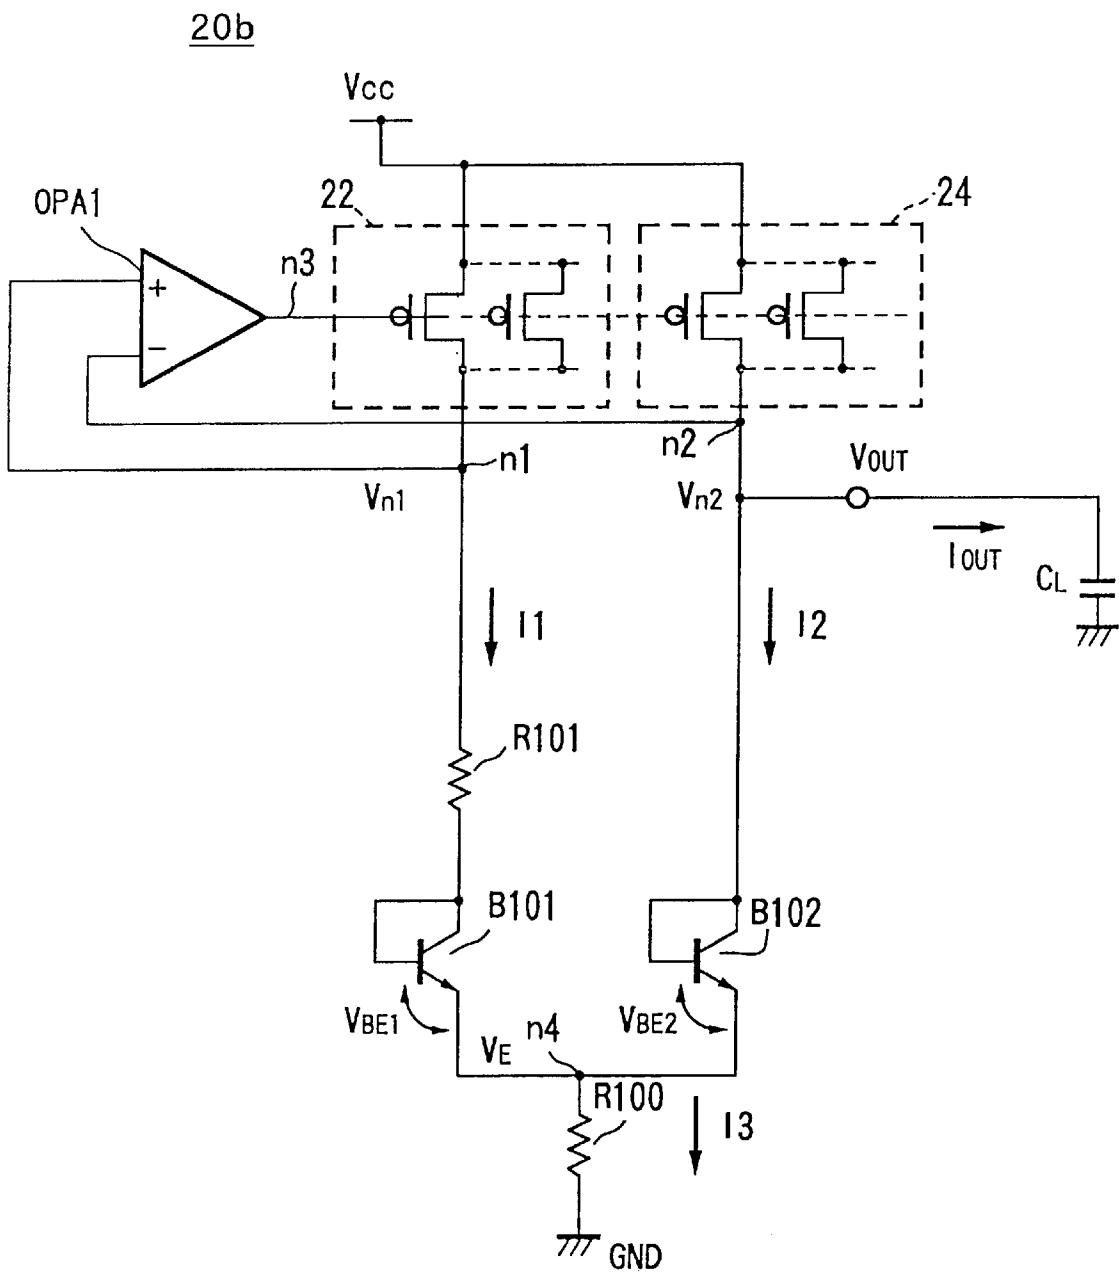 20b
Vcc
OPA1
22
24
n3
+
−
n2
n1
VOUT
Vn1
Vn2
IOUT
CL
I1
I2
R101
B101
B102
VBE1
VBE2
n4
VE
R100
I3
GND